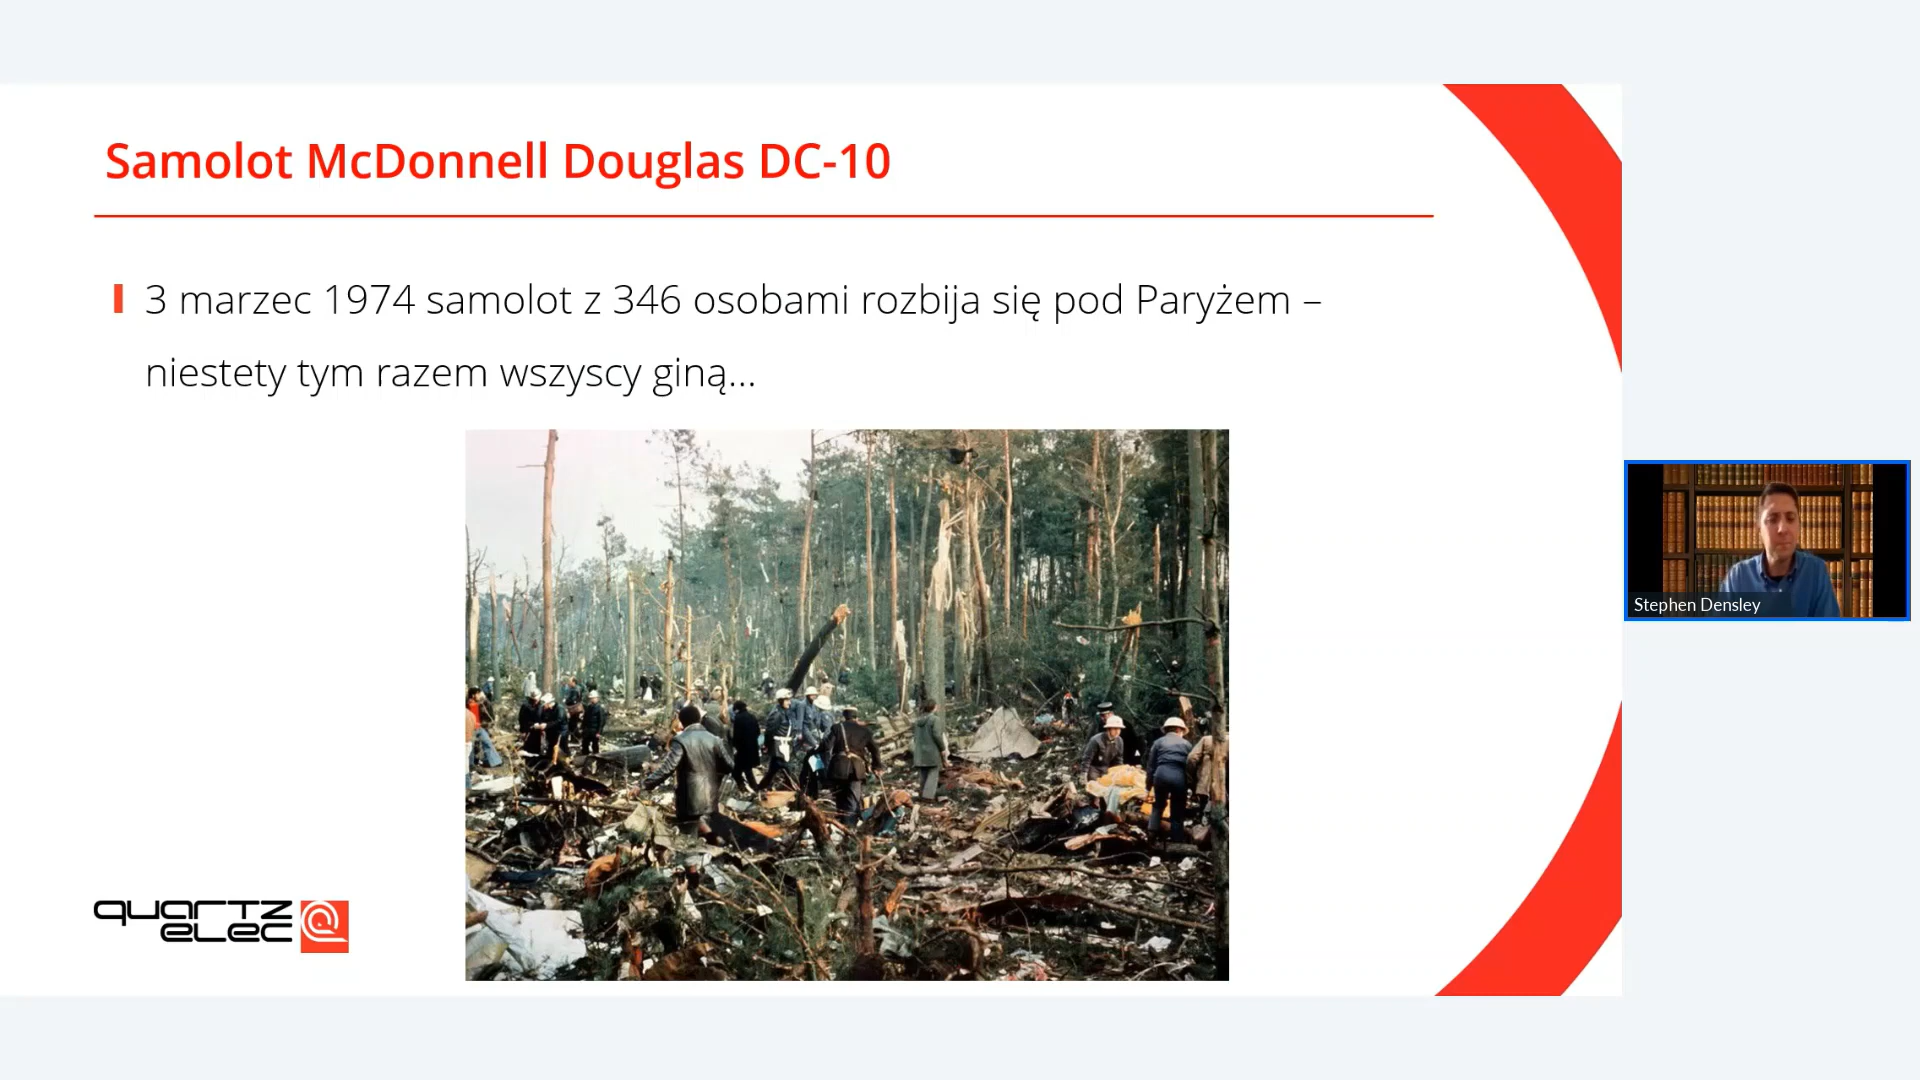 Samolot McDonnell Douglas DC-10
3 marzec 1974 samolot z 346 osobami rozbija się pod Paryżem –
niestety tym razem wszyscy giną...
Stephen Densley
quartz
elec